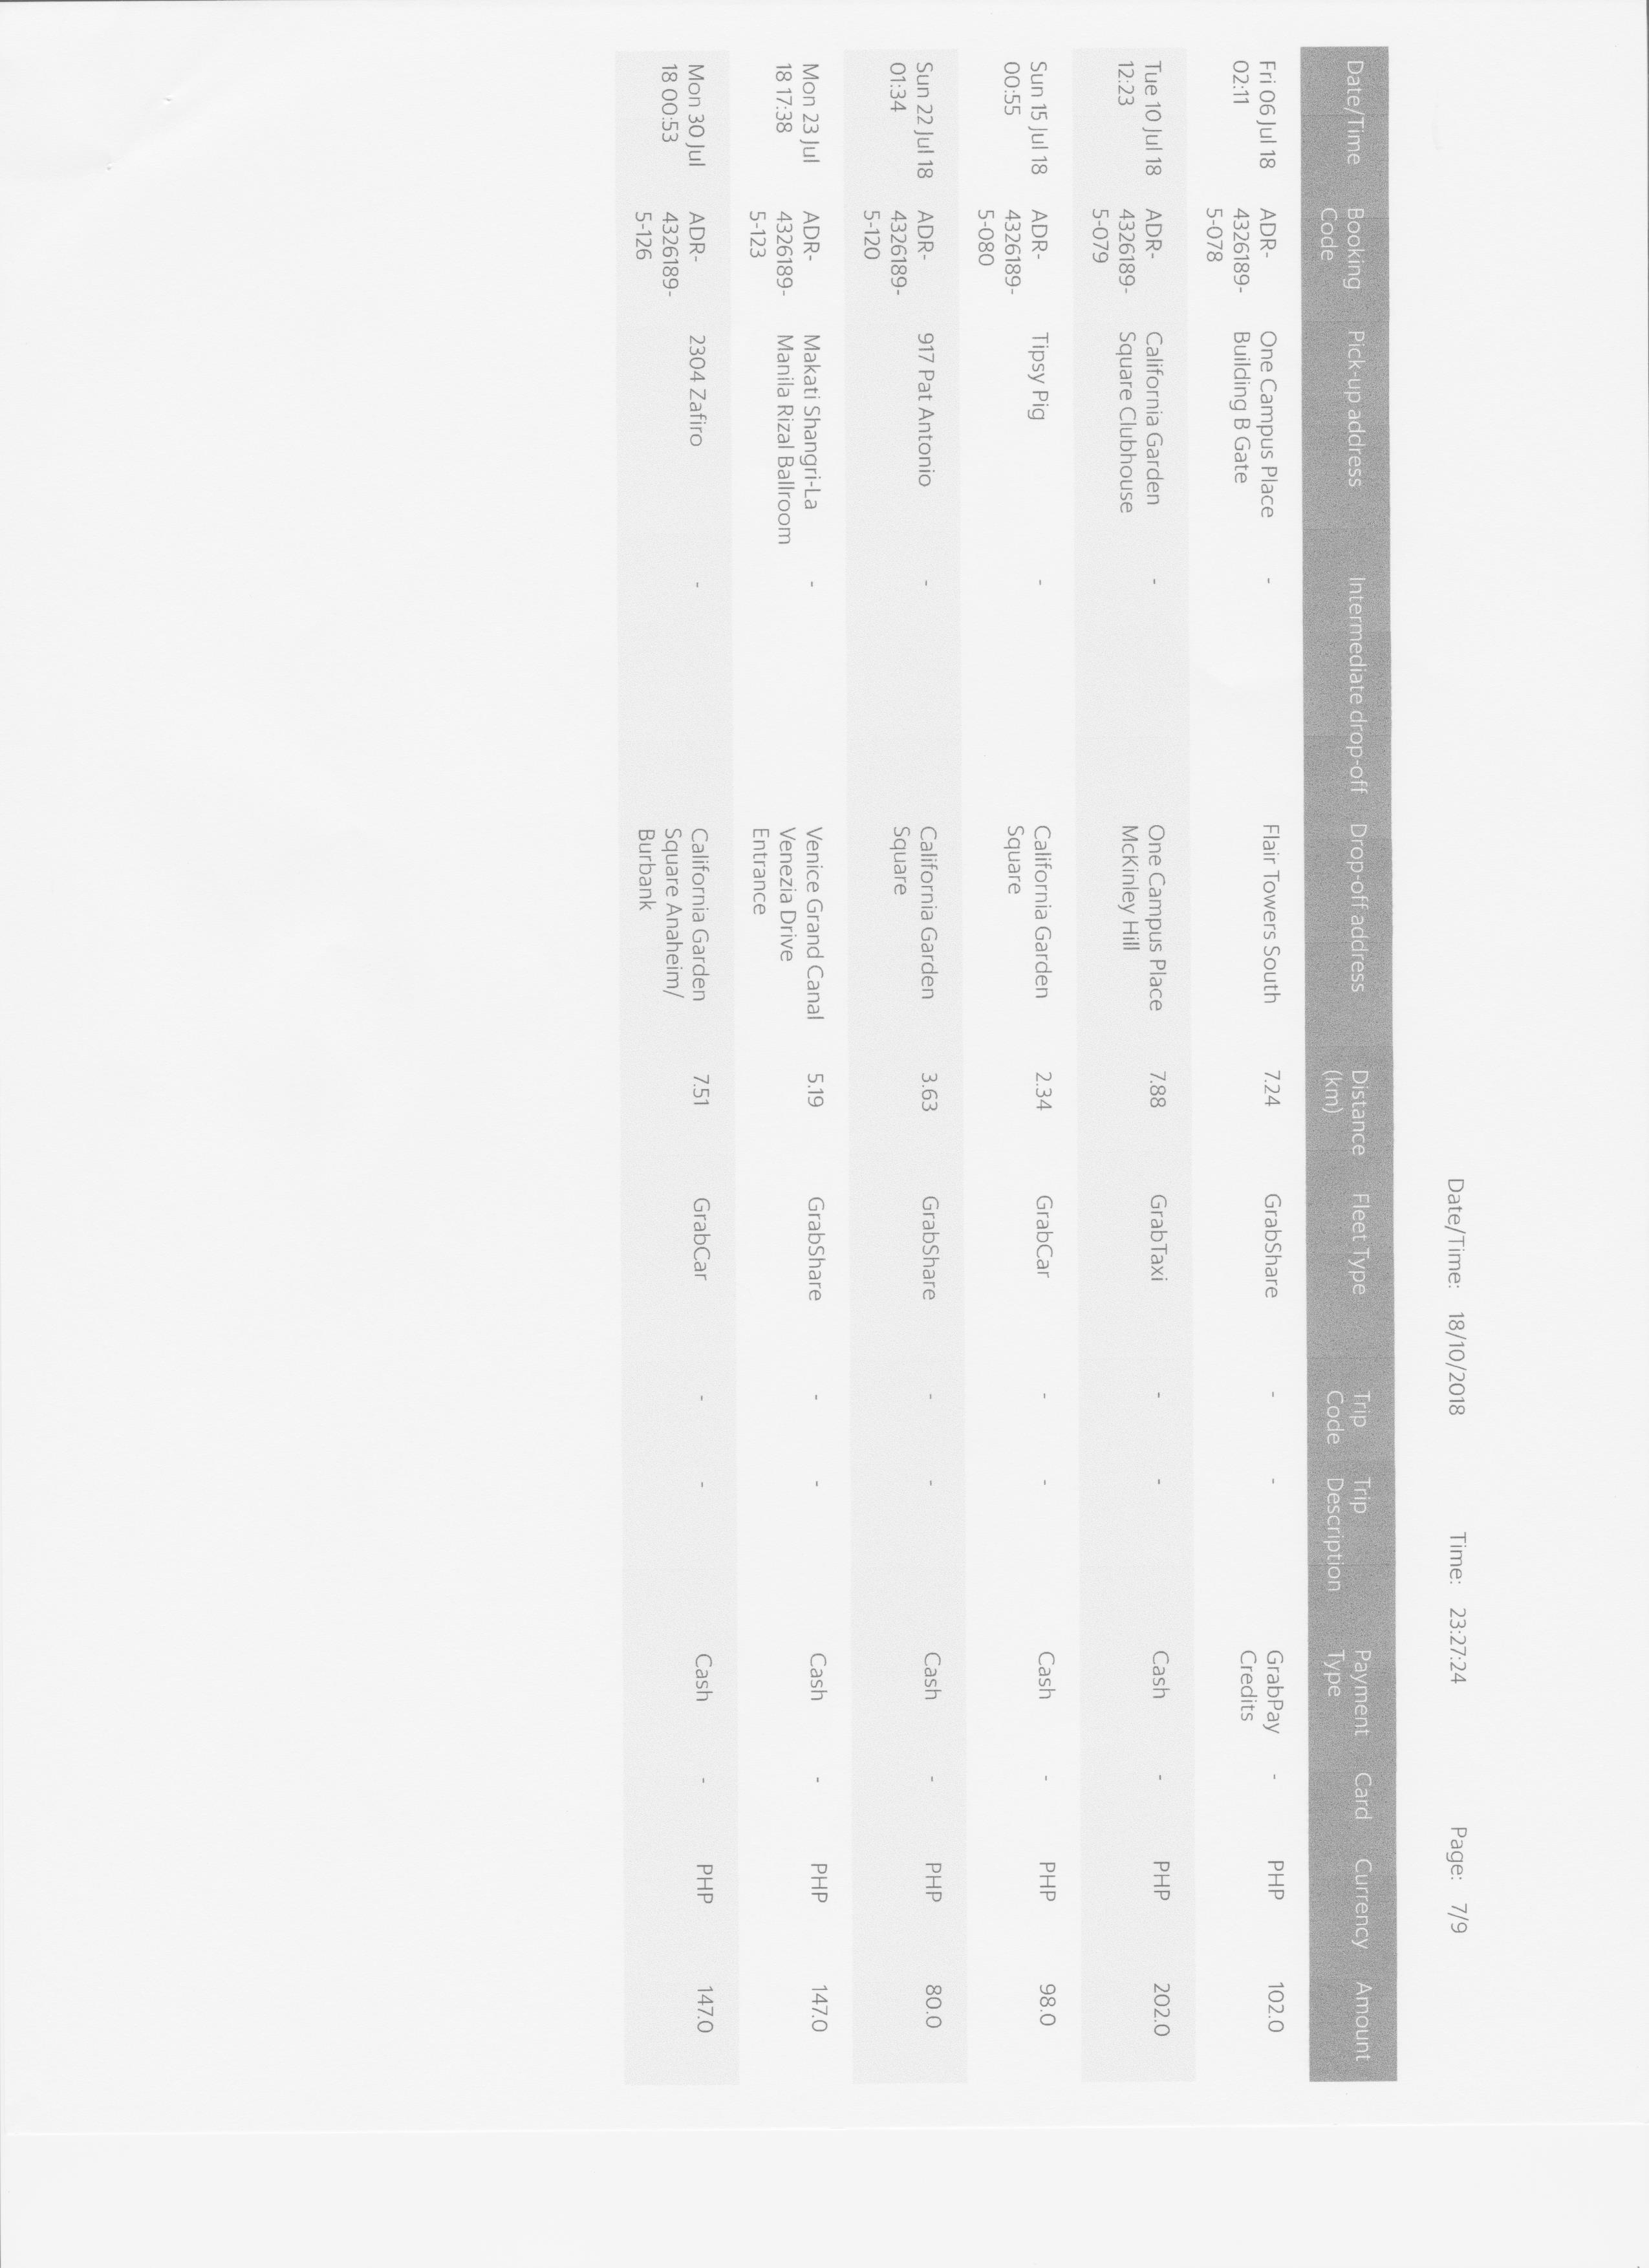 Date/Time: 18/10/2018 Time: 23:27:24 Page: 7/9
Date/Time Booking Pick-up address Intermediate drop-off Drop-off address Distance Fleet Type Trip Trip Payment Card Currency Amount
Code (km) Code Description Type
Fri 06 Jul 18 ADR- One Campus Place - Flair Towers South 7.24 GrabShare - - GrabPay - PHP 102.0
02:11 4326189- Building B Gate Credits
5-078
Tue 10 Jul 18 ADR- California Garden - One Campus Place 7.88 GrabTaxi - - Cash - PHP 202.0
12:23 4326189- Square Clubhouse McKinley Hill
5-079
Sun 15 Jul 18 ADR- Tipsy Pig - California Garden 2.34 GrabCar - - Cash - PHP 98.0
00:55 4326189- Square
5-080
Sun 22 Jul 18 ADR- 917 Pat Antonio - California Garden 3.63 GrabShare - - Cash - PHP 80.0
01:34 4326189- Square
5-120
Mon 23 Jul ADR- Makati Shangri-La - Venice Grand Canal 5.19 GrabShare - - Cash - PHP 147.0
18 17:38 4326189- Manila Rizal Ballroom Venezia Drive
5-123 Entrance
Mon 30 Jul ADR- 2304 Zafiro - California Garden 7.51 GrabCar - - Cash - PHP 147.0
18 00:53 4326189- Square Anaheim/
5-126 Burbank